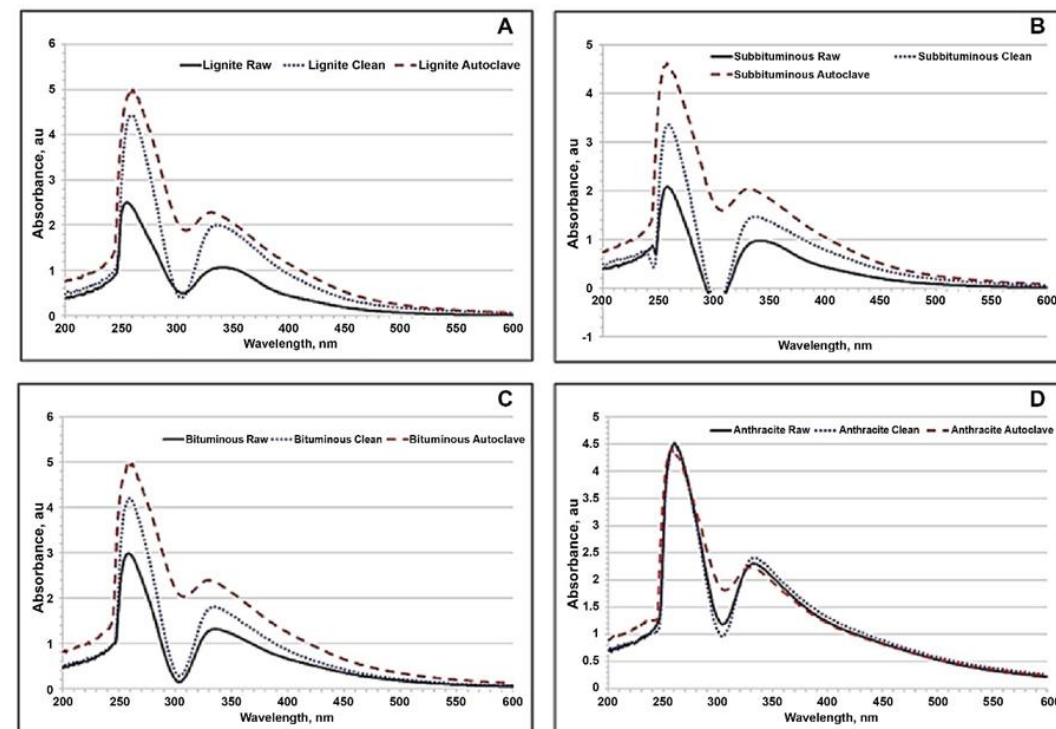 A
Lignite Raw Lignite Clean Lignite Autoclave
Absorbance, au
6
5
4
3
2
1
0
200 250 300 350 400 450 500 550 600
Wavelength, nm
B
Subbituminous Raw Subbituminous Clean
Subbituminous Autoclave
Absorbance, au
5
4
3
2
1
0
-1
200 250 300 350 400 450 500 550 600
Wavelength, nm
C
Bituminous Raw Bituminous Clean Bituminous Autoclave
Absorbance, au
6
5
4
3
2
1
0
200 250 300 350 400 450 500 550 600
Wavelength, nm
D
Anthracite Raw Anthracite Clean Anthracite Autoclave
Absorbance, au
5
4.5
4
3.5
3
2.5
2
1.5
1
0.5
0
200 250 300 350 400 450 500 550 600
Wavelength, nm